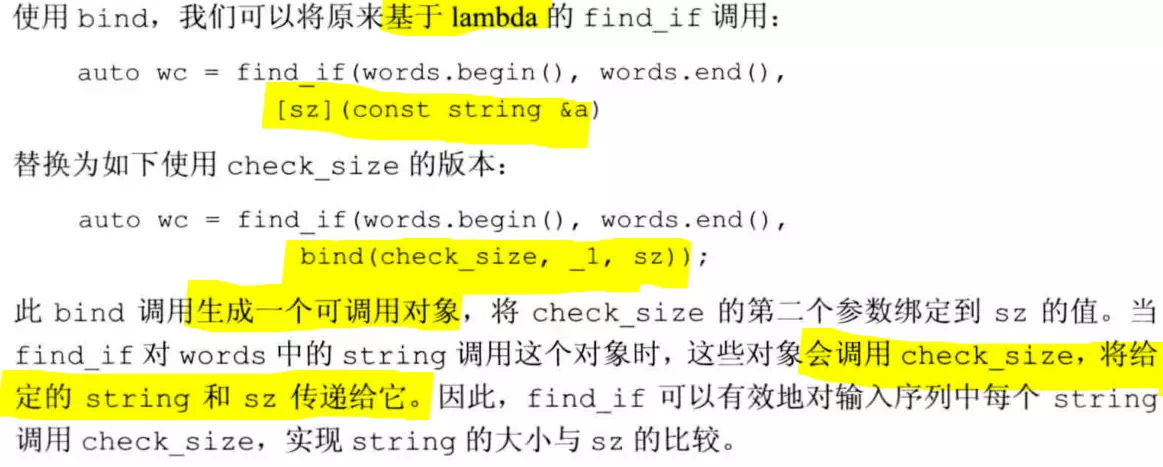 使用 bind，我们可以将原来基于 lambda 的 find_if 调用：
auto wc = find_if(words.begin(), words.end(),
[sz](const string &a)
替换为如下使用 check_size 的版本：
auto wc = find_if(words.begin(), words.end(),
bind(check_size, _1, sz));
此 bind 调用生成一个可调用对象，将 check_size 的第二个参数绑定到 sz 的值。当
find_if 对 words 中的 string 调用这个对象时，这些对象会调用 check_size，将给
定的 string 和 sz 传递给它。因此，find_if 可以有效地对输入序列中每个 string
调用 check_size，实现 string 的大小与 sz 的比较。